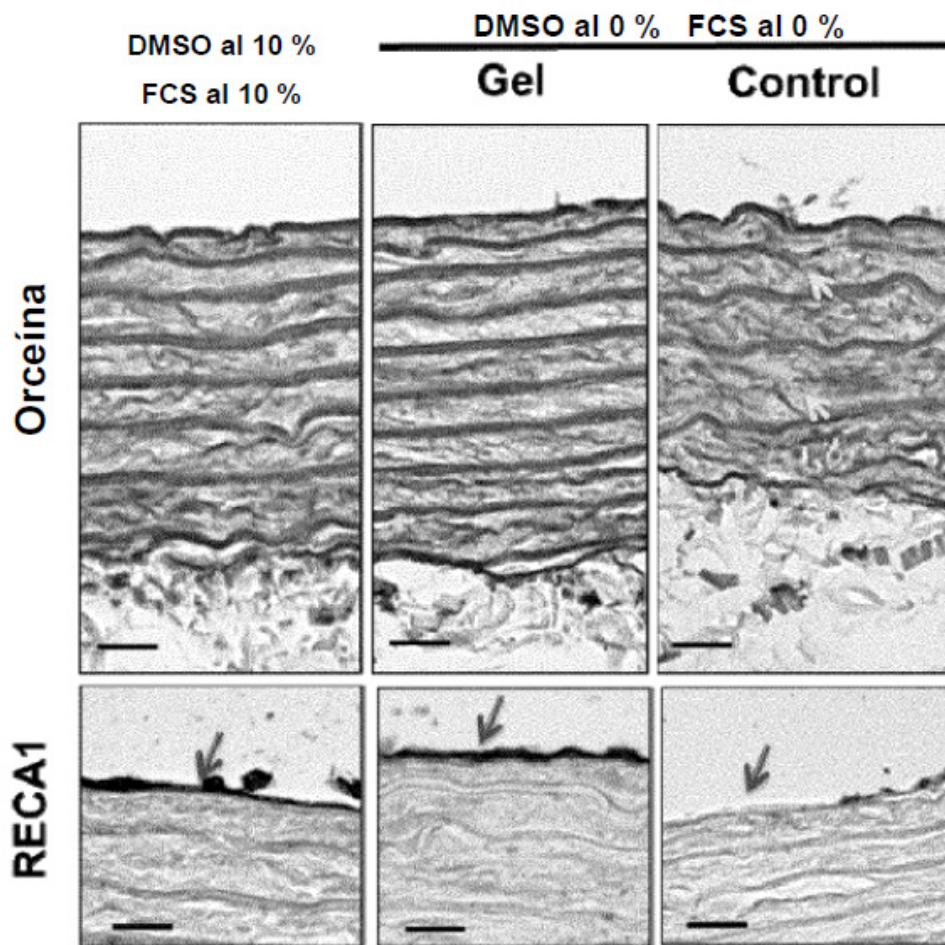 DMSO al 10 %
FCS al 10 %
DMSO al 0 % FCS al 0 %
Gel
Control
Orceína
RECA1